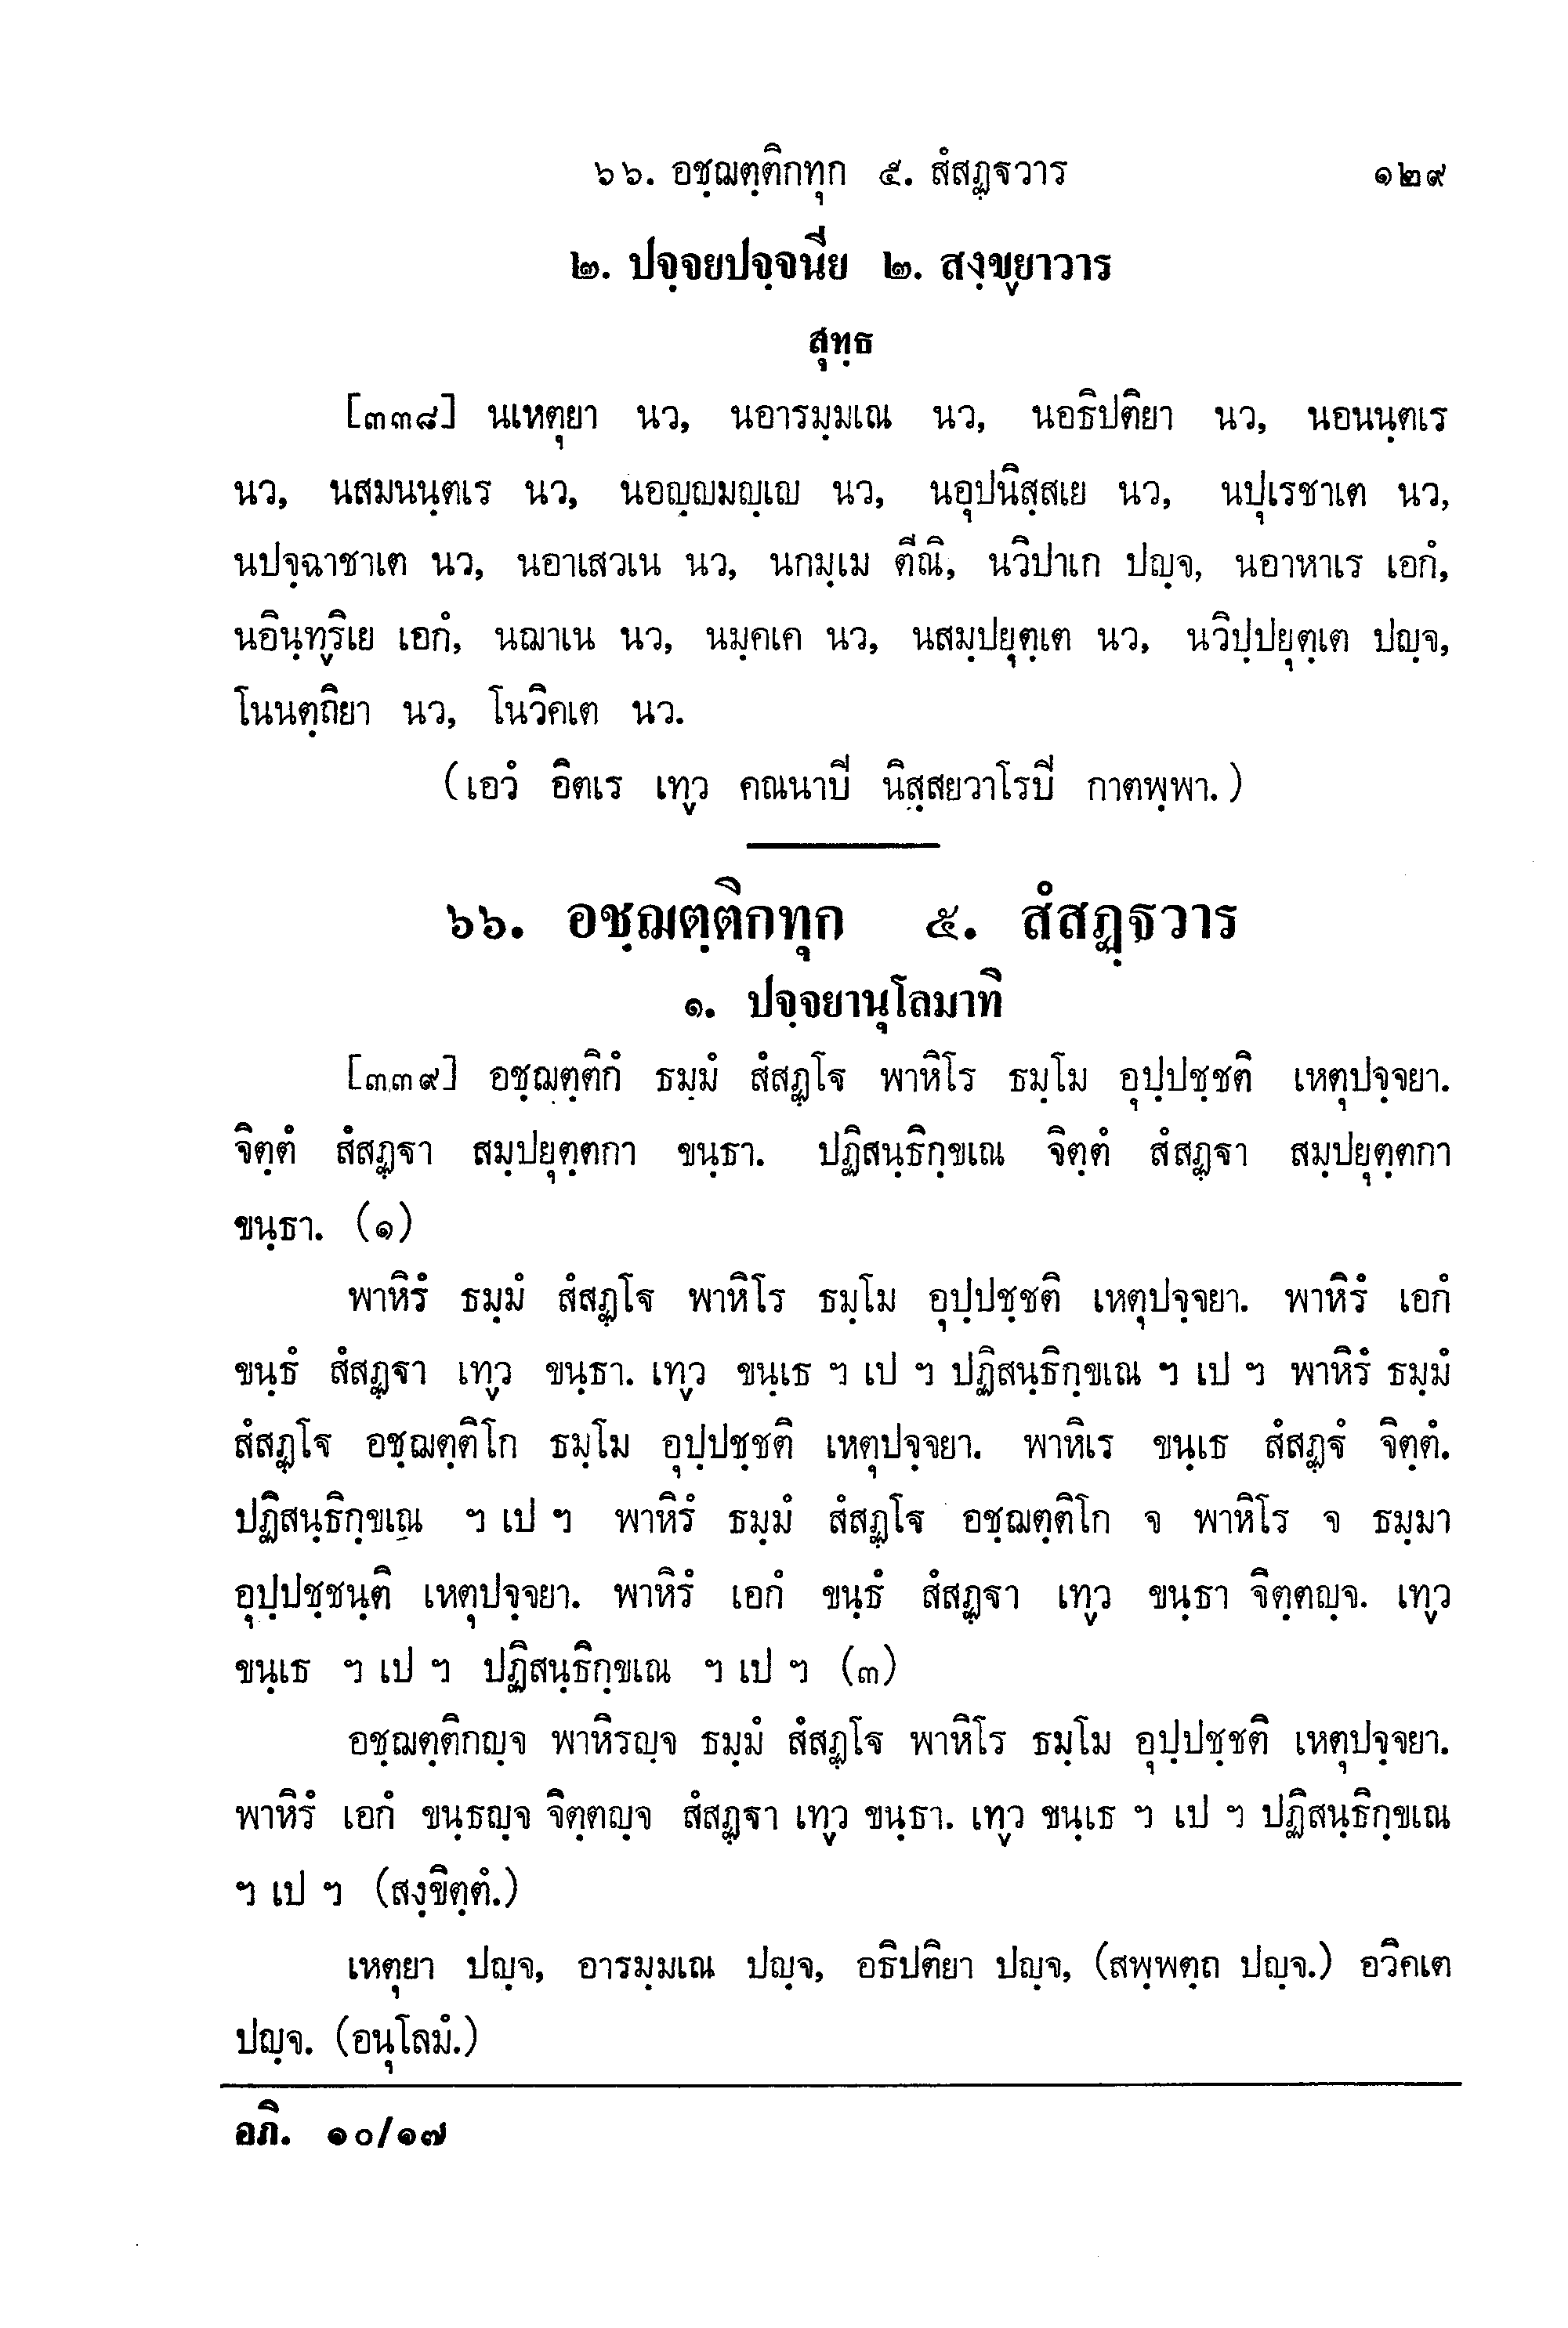 ๖๖. อชฺฌตฺติกทุก ๕. สํสฏฺฐวาร ๑๒๙
๒. ปจฺจยปจฺจนีย ๒. สงฺขฺยาวาร
สุทฺธ
[๓๓๘] นเหตุยา นว, นอารมฺมเณ นว, นอธิปติยา นว, นอนนฺตเร
นว, นสมนนฺตเร นว, นอญฺญมญฺเญ นว, นอุปนิสฺสเย นว, นปุเรชาเต นว,
นปจฺฉาชาเต นว, นอาเสวเน นว, นกมฺเม ตีณิ, นวิปาเก ปญฺจ, นอาหาเร เอกํ,
นอินฺทฺริเย เอกํ, นฌาเน นว, นมฺคเค นว, นสมฺปยุตฺเต นว, นวิปฺปยุตฺเต ปญฺจ,
โนนตฺถิยา นว, โนวิคเต นว.
(เอวํ อิตเร เทฺว คณนาปี นิสฺสยวาโรปี กาตพฺพา.)
๖๖. อชฺฌตฺติกทุก ๕. สํสฏฺฐวาร
๑. ปจฺจยานุโลมาทิ
[๓๓๙] อชฺฌตฺติกํ ธมฺมํ สํสฏฺโฐ พาหิโร ธมฺโม อุปฺปชฺชติ เหตุปจฺจยา.
จิตฺตํ สํสฏฺฐา สมฺปยุตฺตกา ขนฺธา. ปฏิสนฺธิกฺขเณ จิตฺตํ สํสฏฺฐา สมฺปยุตฺตกา
ขนฺธา. (๑)
พาหิรํ ธมฺมํ สํสฏฺโฐ พาหิโร ธมฺโม อุปฺปชฺชติ เหตุปจฺจยา. พาหิรํ เอกํ
ขนฺธํ สํสฏฺฐา เทฺว ขนฺธา. เทฺว ขนฺเธ ฯ เป ฯ ปฏิสนฺธิกฺขเณ ฯ เป ฯ พาหิรํ ธมฺมํ
สํสฏฺโฐ อชฺฌตฺติโก ธมฺโม อุปฺปชฺชติ เหตุปจฺจยา. พาหิเร ขนฺเธ สํสฏฺฐํ จิตฺตํ.
ปฏิสนฺธิกฺขเณ ฯ เป ฯ พาหิรํ ธมฺมํ สํสฏฺโฐ อชฺฌตฺติโก จ พาหิโร จ ธมฺมา
อุปฺปชฺชนฺติ เหตุปจฺจยา. พาหิรํ เอกํ ขนฺธํ สํสฏฺฐา เทฺว ขนฺธา จิตฺตญฺจ. เทฺว
ขนฺเธ ฯ เป ฯ ปฏิสนฺธิกฺขเณ ฯ เป ฯ (๓)
อชฺฌตฺติกญฺจ พาหิรญฺจ ธมฺมํ สํสฏฺโฐ พาหิโร ธมฺโม อุปฺปชฺชติ เหตุปจฺจยา.
พาหิรํ เอกํ ขนฺธญฺจ จิตฺตญฺจ สํสฏฺฐา เทฺว ขนฺธา. เทฺว ขนฺเธ ฯ เป ฯ ปฏิสนฺธิกฺขเณ
ฯ เป ฯ (สงฺขิตฺตํ.)
เหตุยา ปญฺจ, อารมฺมเณ ปญฺจ, อธิปติยา ปญฺจ, (สพฺพตฺถ ปญฺจ.) อวิคเต
ปญฺจ. (อนุโลมํ.)
อภิ. ๑๐/๑๗